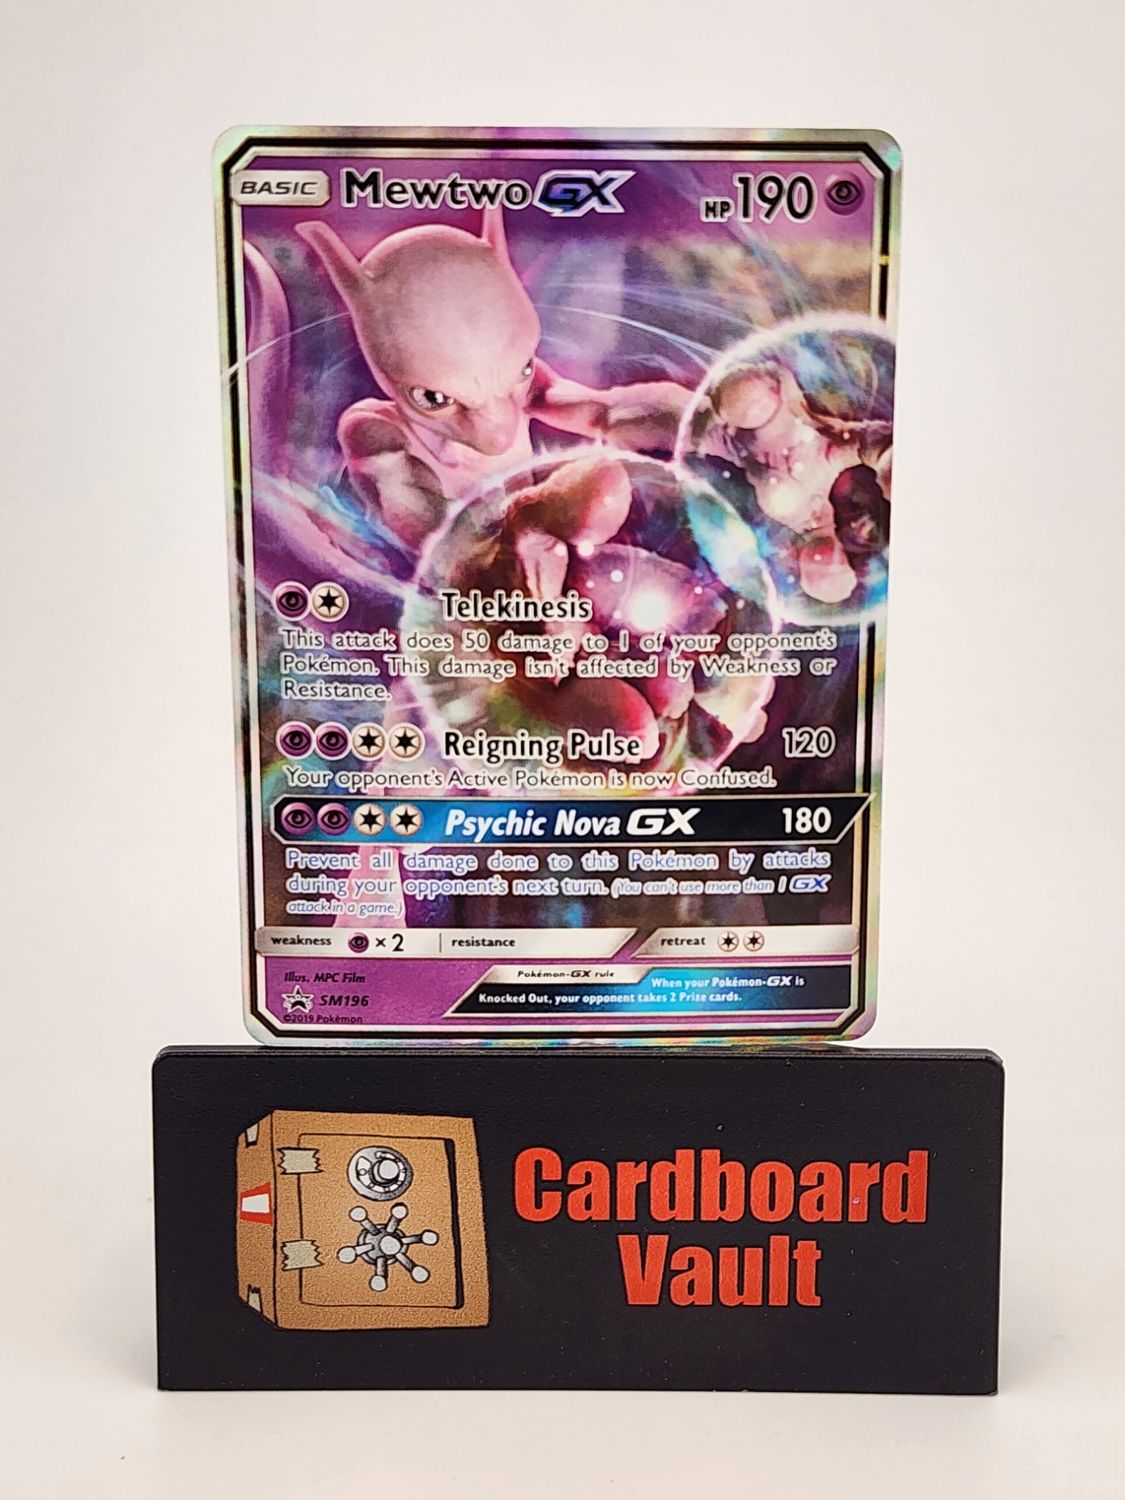 BASIC Mewtwo GX HP 190
Telekinesis
This attack does 50 damage to 1 of your opponent's
Pokémon. This damage isn't affected by Weakness or
Resistance.
Reigning Pulse 120
Your opponent's Active Pokémon is now Confused.
Psychic Nova GX 180
Prevent all damage done to this Pokémon by attacks
during your opponent's next turn. (You can't use more than 1 GX
attack in a game.)
weakness ×2 resistance retreat
Illus. MPC Film
Pokémon-GX rule
When your Pokémon-GX is
Knocked Out, your opponent takes 2 Prize cards.
SM196
©2019 Pokémon
Cardboard
Vault